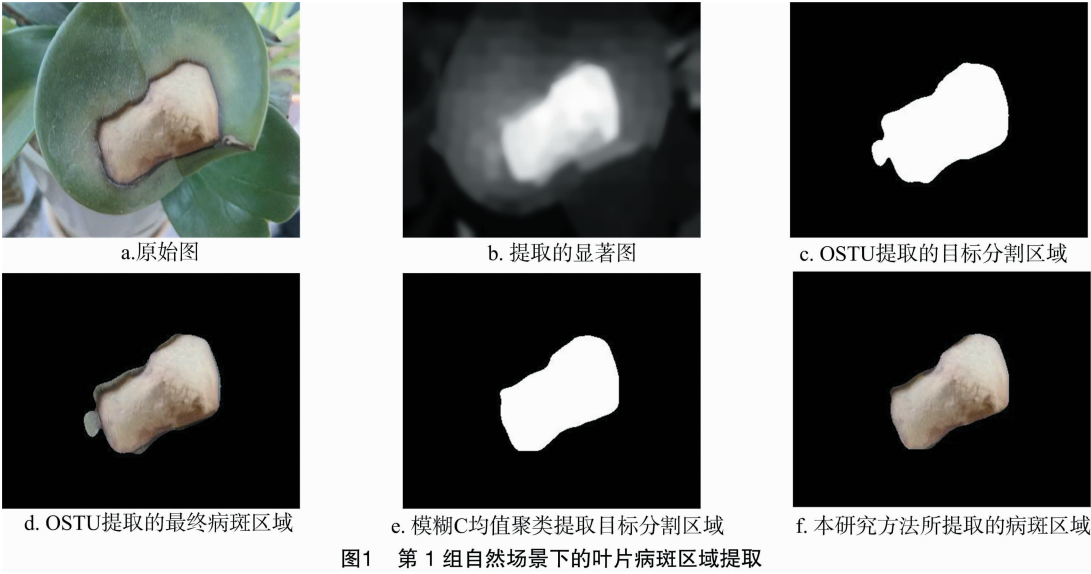 a.原始图
b. 提取的显著图
c. OSTU提取的目标分割区域
d. OSTU提取的最终病斑区域
e. 模糊C均值聚类提取目标分割区域
f. 本研究方法所提取的病斑区域
图1 第 1 组自然场景下的叶片病斑区域提取